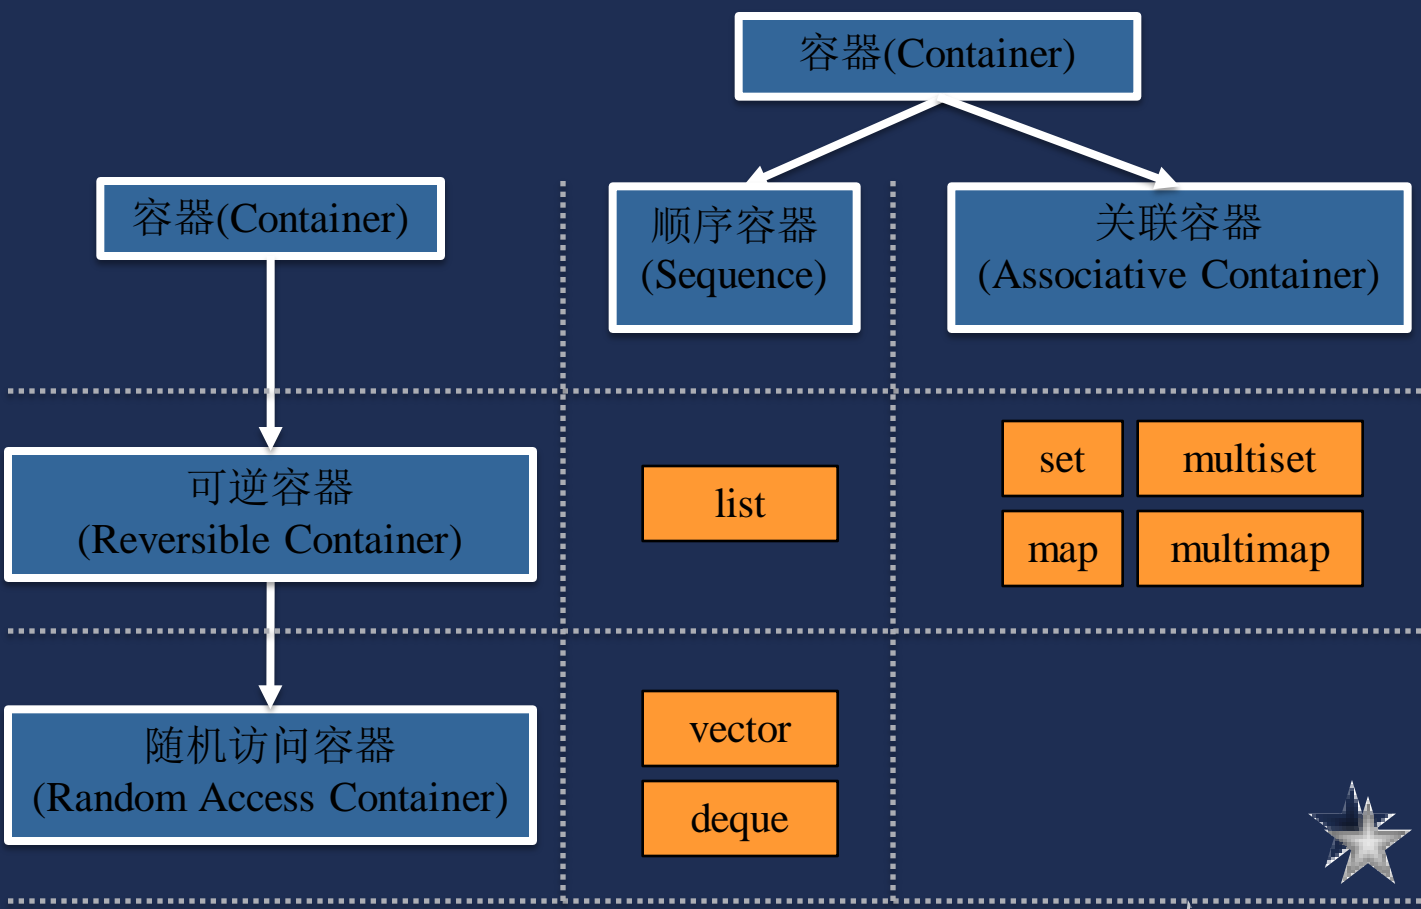 容器(Container)
容器(Container)
顺序容器
(Sequence)
关联容器
(Associative Container)
可逆容器
(Reversible Container)
list
set
multiset
map
multimap
随机访问容器
(Random Access Container)
vector
deque